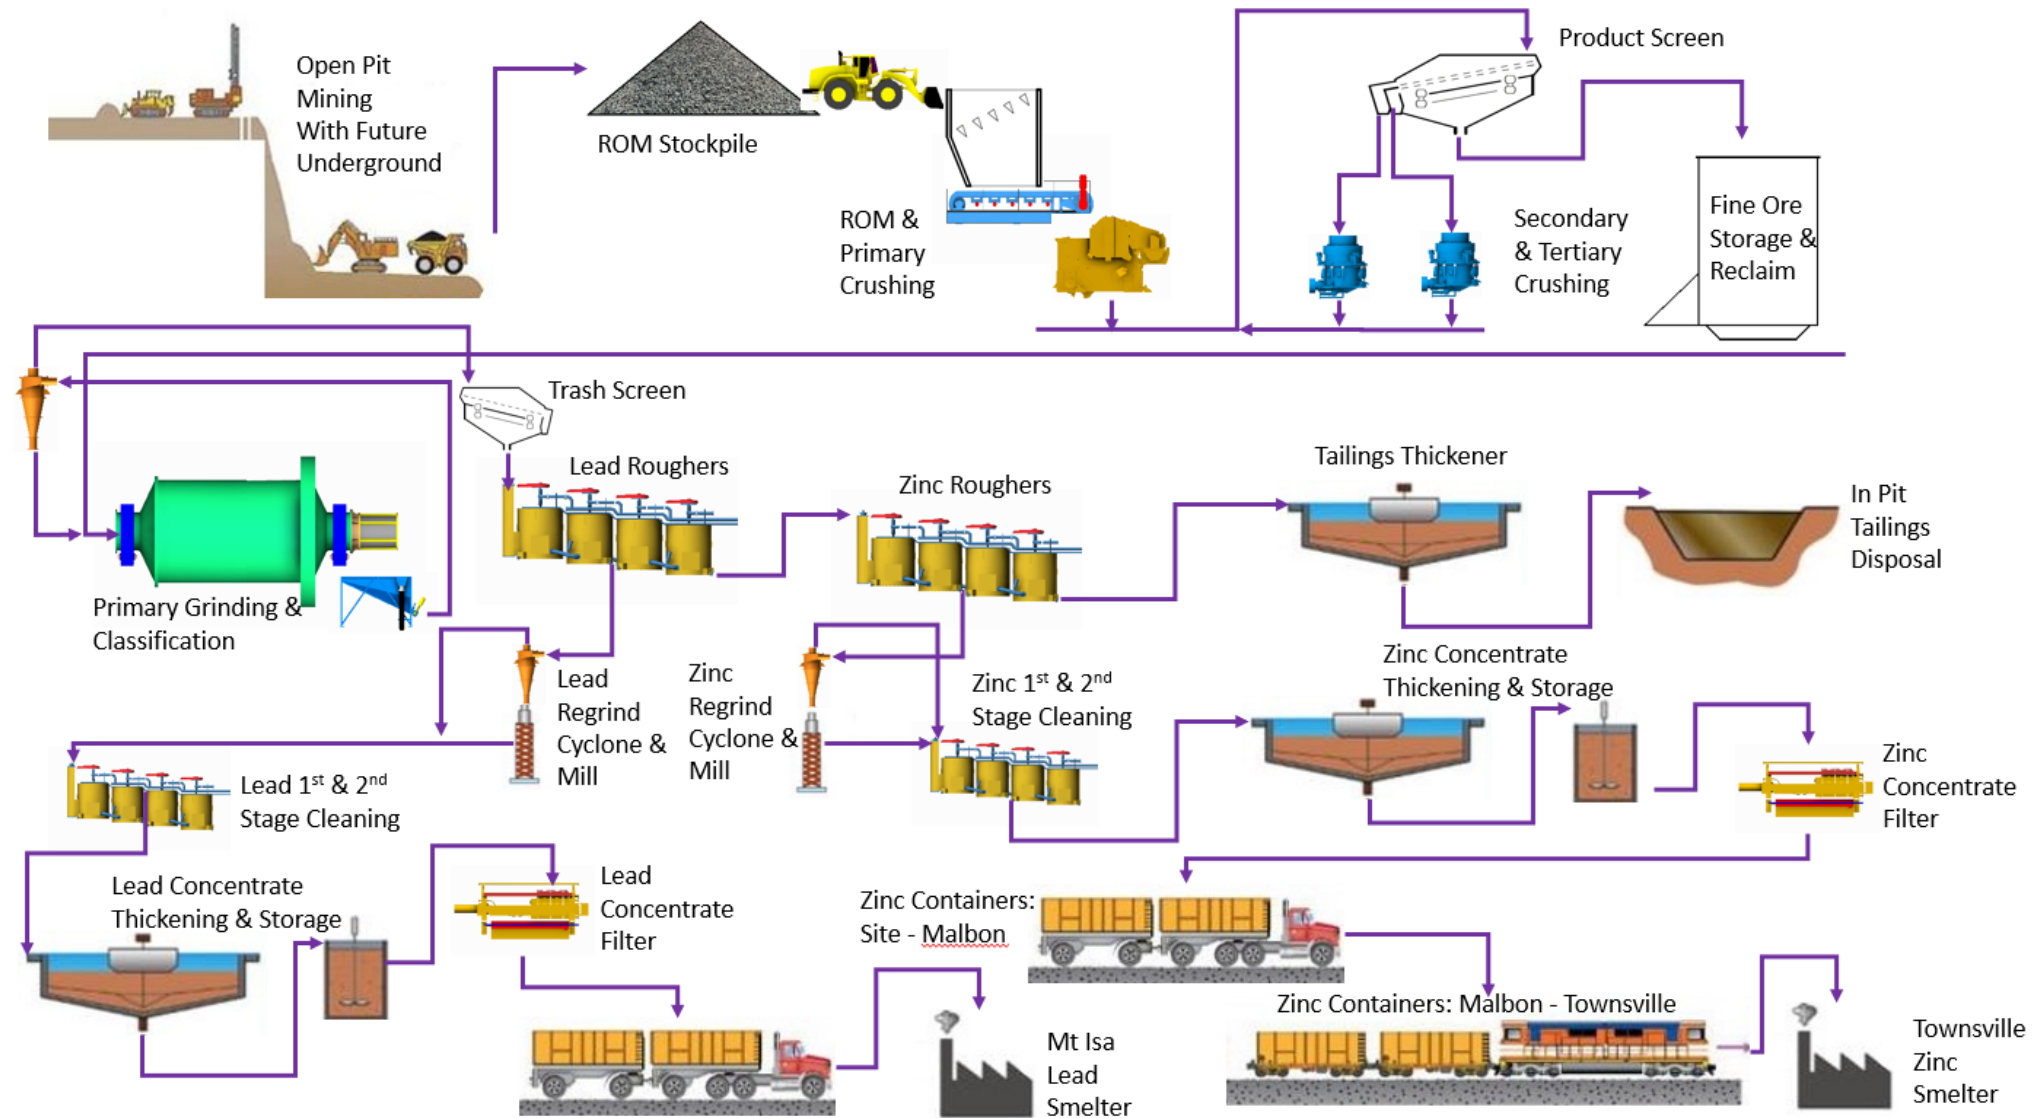 Open Pit
Mining
With Future
Underground
ROM Stockpile
ROM &
Primary
Crushing
Product Screen
Secondary
& Tertiary
Crushing
Fine Ore
Storage &
Reclaim
Trash Screen
Lead Roughers
Zinc Roughers
Tailings Thickener
In Pit
Tailings
Disposal
Primary Grinding &
Classification
Lead
Regrind
Cyclone &
Mill
Zinc
Regrind
Cyclone &
Mill
Zinc 1st & 2nd
Stage Cleaning
Zinc Concentrate
Thickening & Storage
Zinc
Concentrate
Filter
Lead 1st & 2nd
Stage Cleaning
Lead Concentrate
Thickening & Storage
Lead
Concentrate
Filter
Zinc Containers:
Site - Malbon
Zinc Containers: Malbon - Townsville
Mt Isa
Lead
Smelter
Townsville
Zinc
Smelter